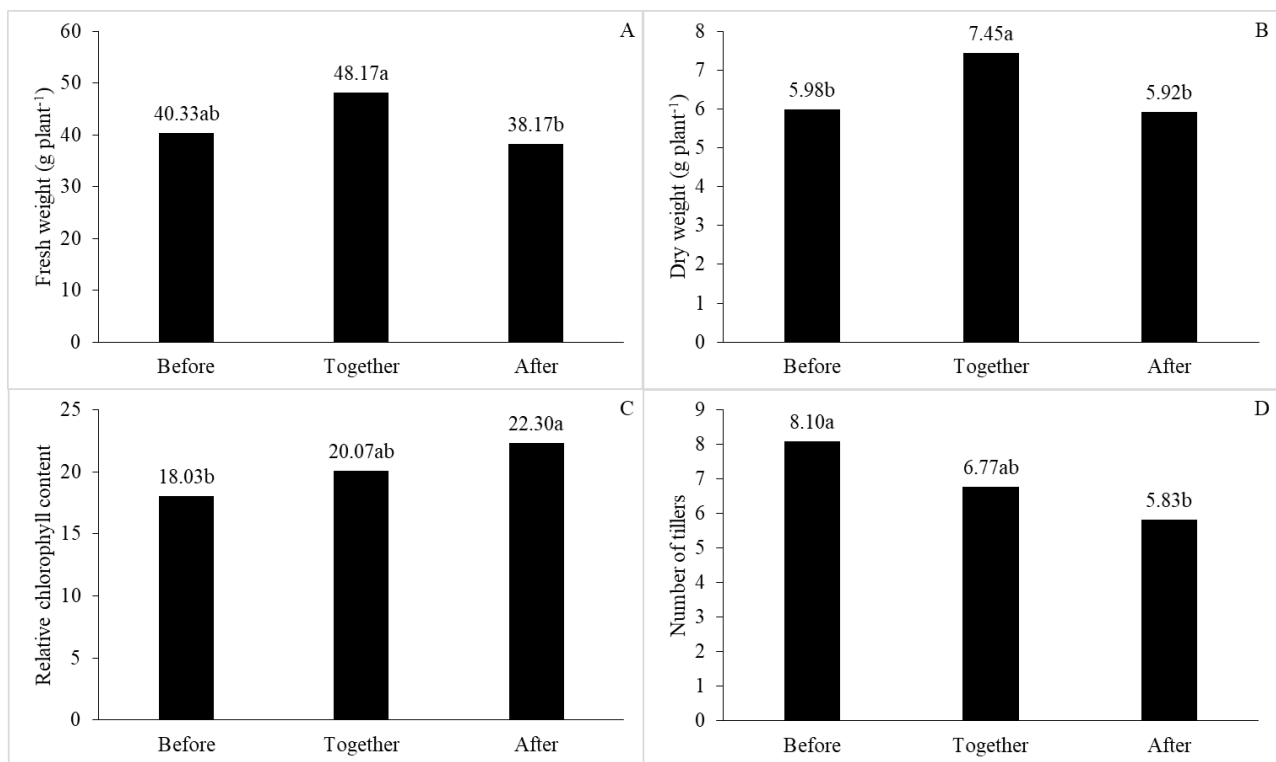 A
Fresh weight (g plant⁻¹)
60
50
40
30
20
10
0
40.33ab
48.17a
38.17b
Before
Together
After
B
Dry weight (g plant⁻¹)
8
7
6
5
4
3
2
1
0
5.98b
7.45a
5.92b
Before
Together
After
C
Relative chlorophyll content
25
20
15
10
5
0
18.03b
20.07ab
22.30a
Before
Together
After
D
Number of tillers
9
8
7
6
5
4
3
2
1
0
8.10a
6.77ab
5.83b
Before
Together
After